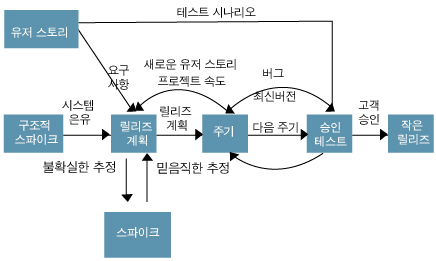 테스트 시나리오
유저 스토리
요구
사항
새로운 유저 스토리
프로젝트 속도
버그
최신버전
시스템
은유
릴리즈
계획
다음 주기
고객
승인
구조적
스파이크
릴리즈
계획
주기
승인
테스트
작은
릴리즈
불확실한 추정
믿음직한 추정
스파이크